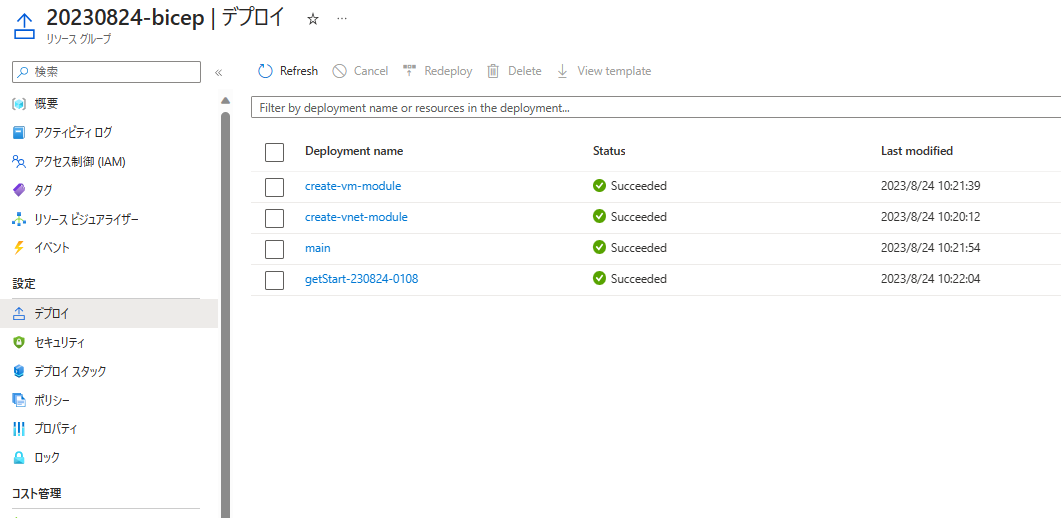 20230824-bicep | デプロイ ☆ ...
リソース グループ
検索 «
Refresh Cancel Redeploy Delete View template
概要
Filter by deployment name or resources in the deployment...
アクティビティ ログ
アクセス制御 (IAM)
タグ
リソース ビジュアライザー
イベント
設定
デプロイ
セキュリティ
デプロイ スタック
ポリシー
プロパティ
ロック
コスト管理
Deployment name Status Last modified
create-vm-module Succeeded 2023/8/24 10:21:39
create-vnet-module Succeeded 2023/8/24 10:20:12
main Succeeded 2023/8/24 10:21:54
getStart-230824-0108 Succeeded 2023/8/24 10:22:04